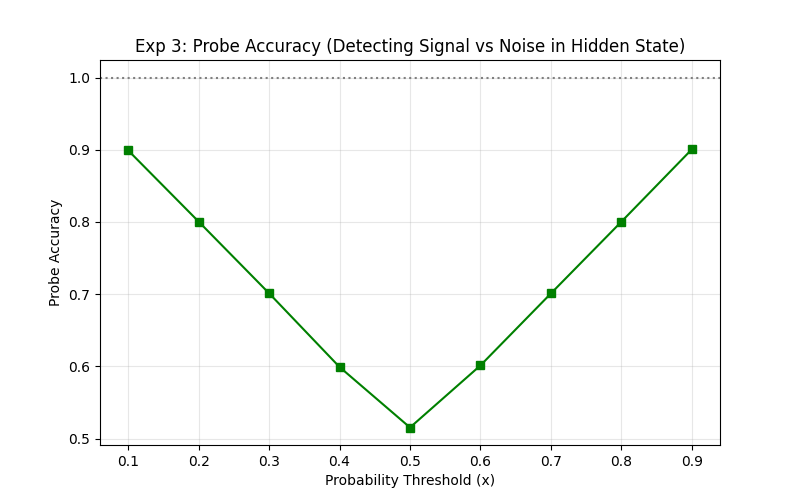 Exp 3: Probe Accuracy (Detecting Signal vs Noise in Hidden State)
1.0
0.9
0.8
0.7
0.6
0.5
Probe Accuracy
0.1 0.2 0.3 0.4 0.5 0.6 0.7 0.8 0.9
Probability Threshold (x)